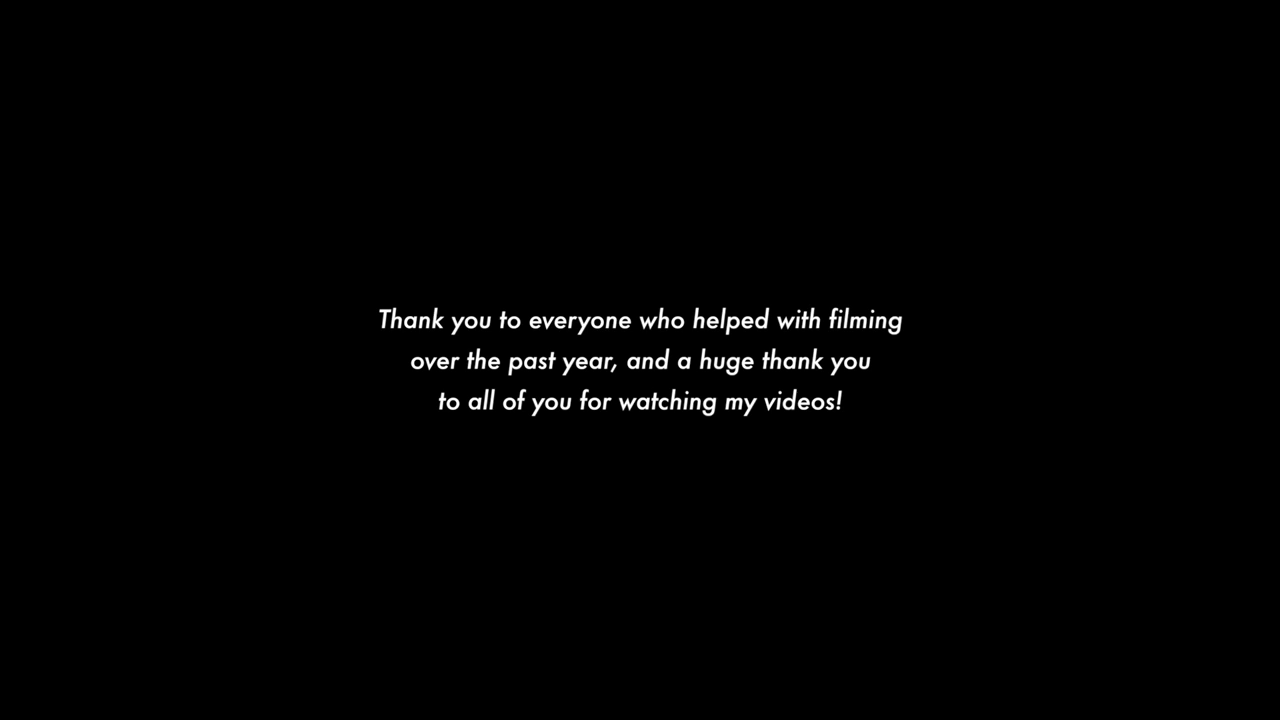 Thank you to everyone who helped with filming
over the past year, and a huge thank you
to all of you for watching my videos!